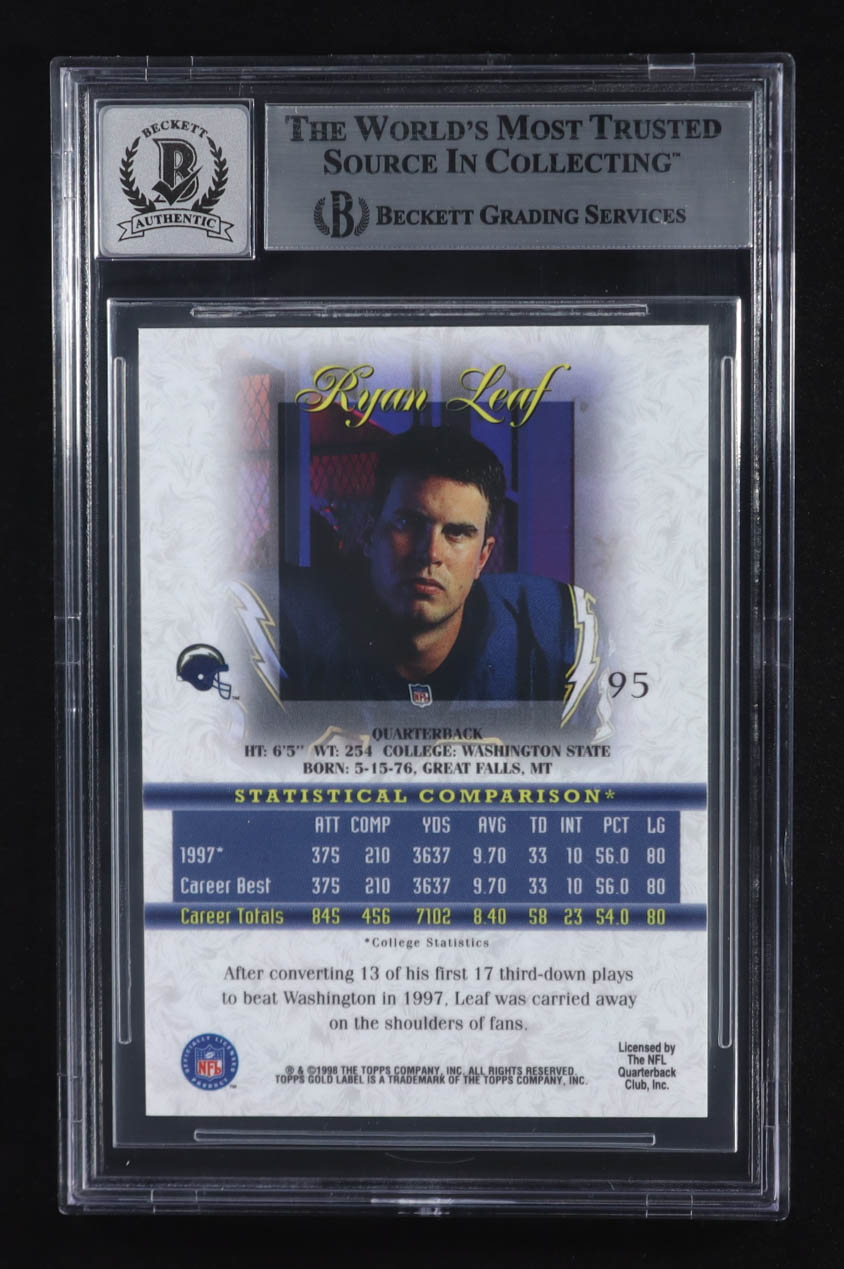 BECKETT
B
AUTHENTIC
THE WORLD'S MOST TRUSTED
SOURCE IN COLLECTING™
B BECKETT GRADING SERVICES
Ryan Leaf
NFL
95
QUARTERBACK
HT: 6'5" WT: 254 COLLEGE: WASHINGTON STATE
BORN: 5-15-76, GREAT FALLS, MT
STATISTICAL COMPARISON*
ATT COMP YDS AVG TD INT PCT LG
1997* 375 210 3637 9.70 33 10 56.0 80
Career Best 375 210 3637 9.70 33 10 56.0 80
Career Totals 845 456 7102 8.40 58 23 54.0 80
*College Statistics
After converting 13 of his first 17 third-down plays
to beat Washington in 1997, Leaf was carried away
on the shoulders of fans.
OFFICIALLY LICENSED
NFL
PRODUCT
™
® & ©1998 THE TOPPS COMPANY, INC. ALL RIGHTS RESERVED.
TOPPS GOLD LABEL IS A TRADEMARK OF THE TOPPS COMPANY, INC.
Licensed by
The NFL
Quarterback
Club, Inc.